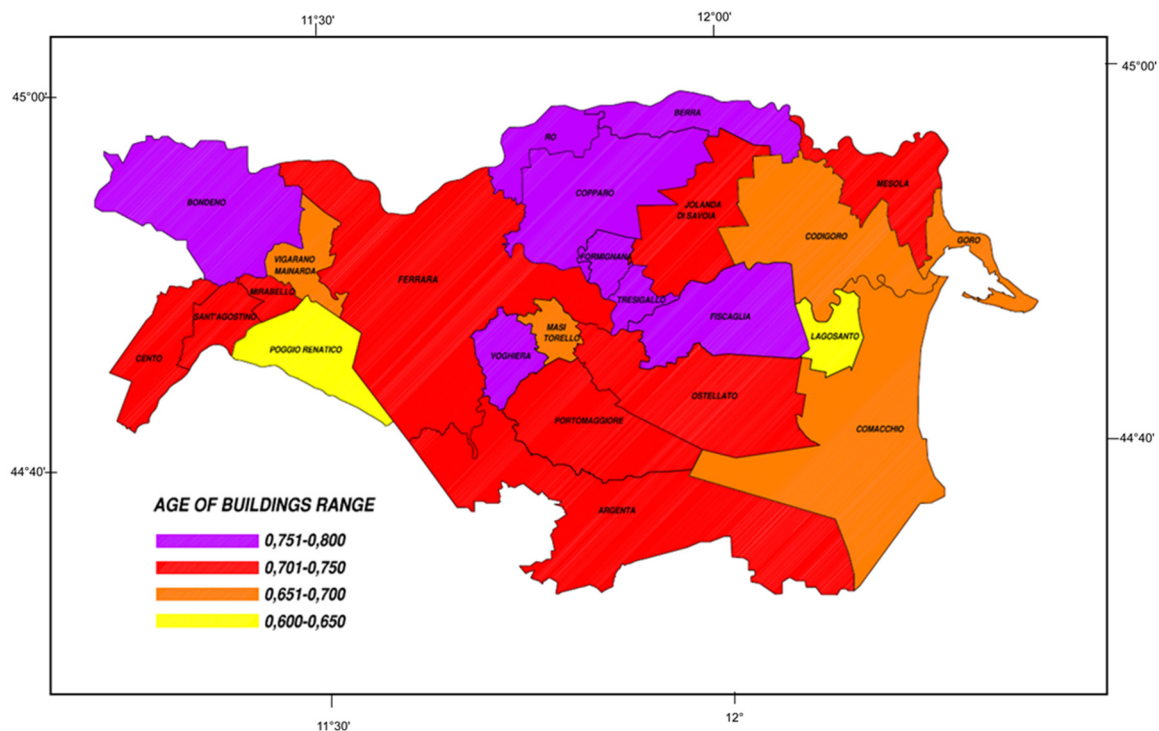 11°30'
12°00'
45°00'
45°00'
BERRA
RO
MESOLA
COPPARO
BONDENO
JOLANDA
DI SAVOIA
CODIGORO
GORO
VIGARANO
MAINARDA
FORMIGNANA
FERRARA
MIRABELLO
TRESIGALLO
SANT'AGOSTINO
FISCAGLIA
MASI
TORELLO
LAGOSANTO
POGGIO RENATICO
VOGHIERA
CENTO
OSTELLATO
PORTOMAGGIORE
COMACCHIO
44°40'
44°40'
ARGENTA
AGE OF BUILDINGS RANGE
0,751-0,800
0,701-0,750
0,651-0,700
0,600-0,650
11°30'
12°